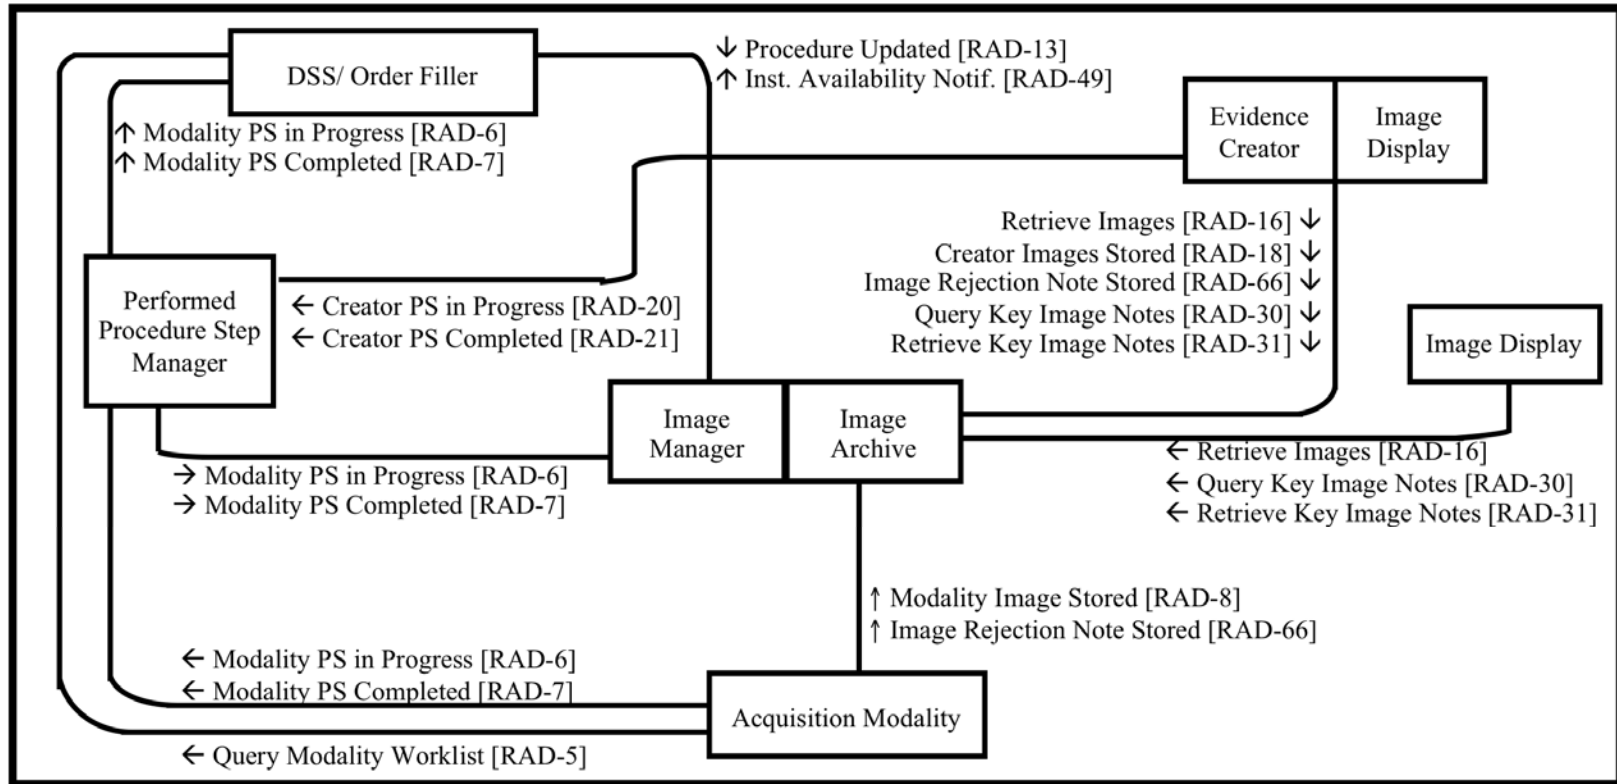 DSS/ Order Filler
↓ Procedure Updated [RAD-13]
↑ Inst. Availability Notif. [RAD-49]
Evidence
Creator
Image
Display
↑ Modality PS in Progress [RAD-6]
↑ Modality PS Completed [RAD-7]
Retrieve Images [RAD-16] ↓
Creator Images Stored [RAD-18] ↓
Image Rejection Note Stored [RAD-66] ↓
Query Key Image Notes [RAD-30] ↓
Retrieve Key Image Notes [RAD-31] ↓
Performed
Procedure Step
Manager
← Creator PS in Progress [RAD-20]
← Creator PS Completed [RAD-21]
Image Display
Image
Manager
Image
Archive
← Retrieve Images [RAD-16]
← Query Key Image Notes [RAD-30]
← Retrieve Key Image Notes [RAD-31]
→ Modality PS in Progress [RAD-6]
→ Modality PS Completed [RAD-7]
↑ Modality Image Stored [RAD-8]
↑ Image Rejection Note Stored [RAD-66]
← Modality PS in Progress [RAD-6]
← Modality PS Completed [RAD-7]
Acquisition Modality
← Query Modality Worklist [RAD-5]